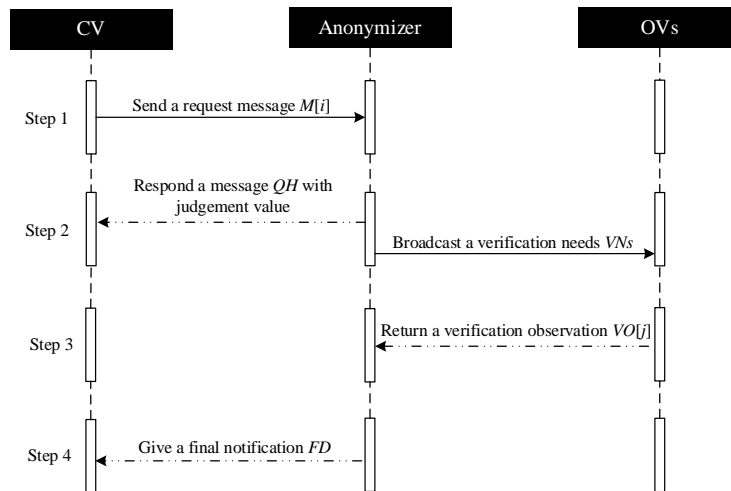 CV
Anonymizer
OVs
Step 1
Send a request message M[i]
Respond a message QH with
judgement value
Step 2
Broadcast a verification needs VNs
Step 3
Return a verification observation VO[j]
Step 4
Give a final notification FD